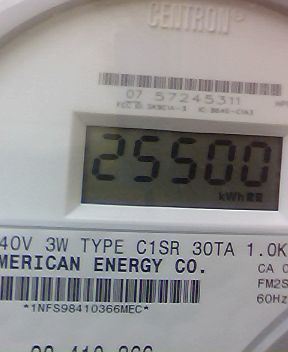 CENTRON®
07 57245311
25500
kWh
40V 3W TYPE C1SR 30TA 1.0K
MERICAN ENERGY CO.
CA 0
FM2S
60Hz
*1NFS98410366MEC*